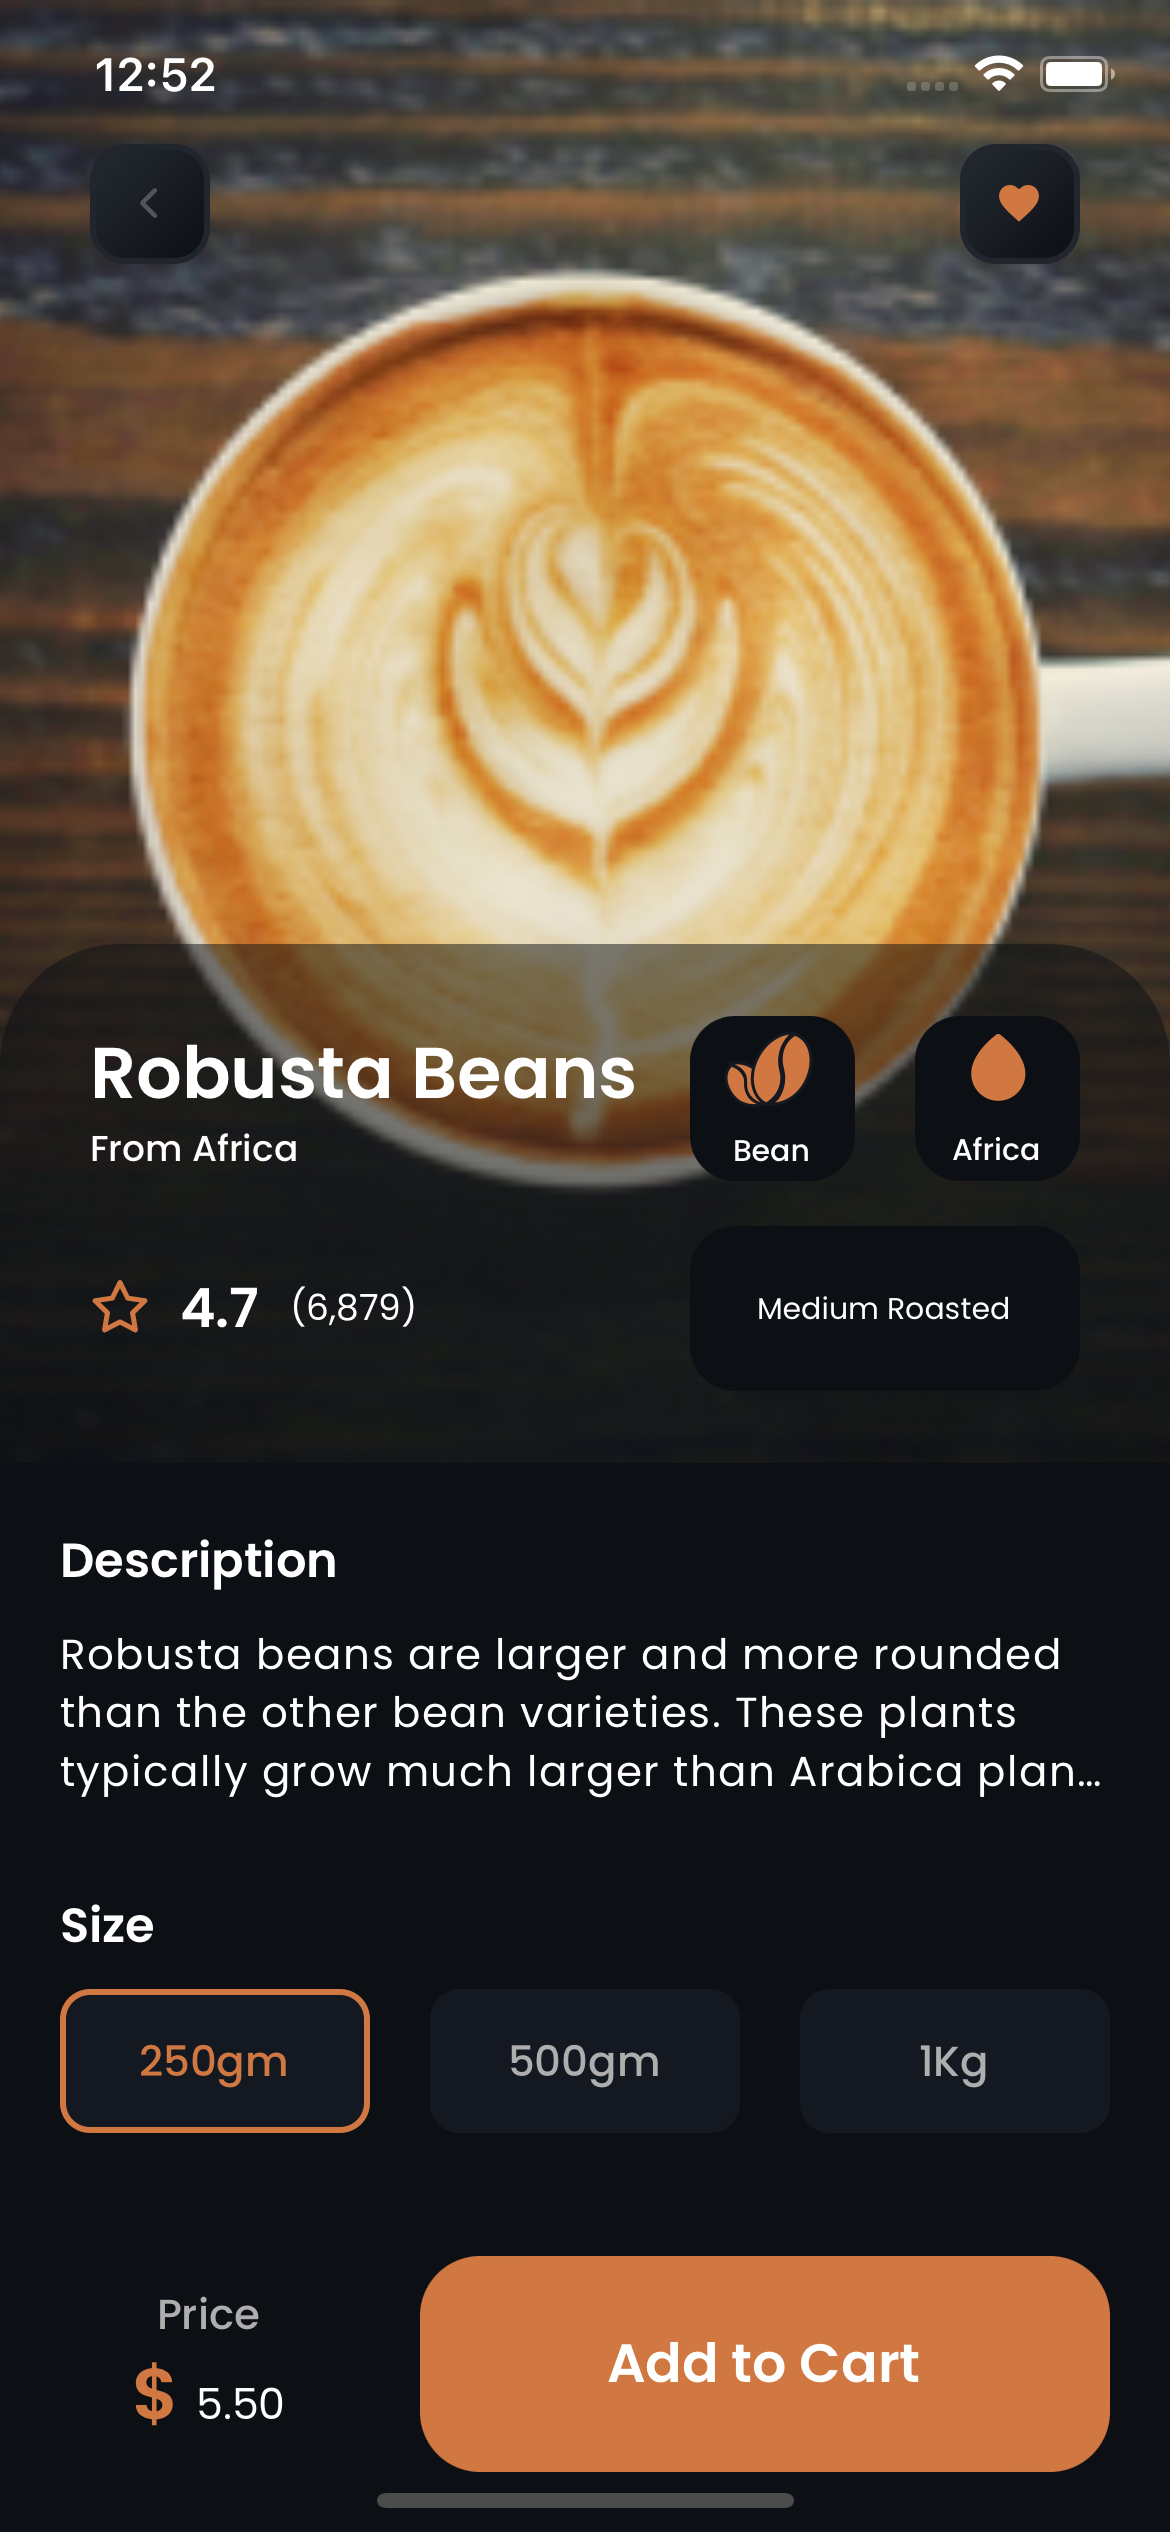 12:52
Robusta Beans
From Africa
Bean
Africa
4.7 (6,879)
Medium Roasted
Description
Robusta beans are larger and more rounded
than the other bean varieties. These plants
typically grow much larger than Arabica plan...
Size
250gm
500gm
1Kg
Price
$ 5.50
Add to Cart